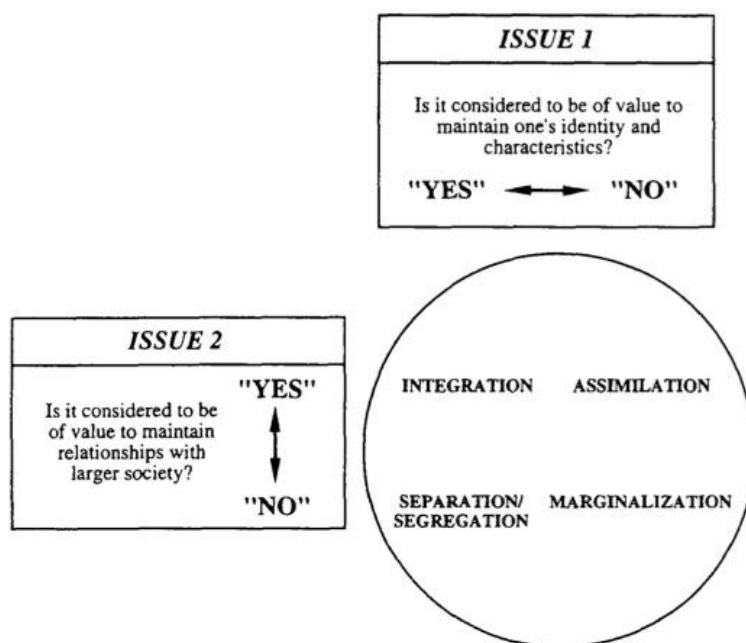 ISSUE 1
Is it considered to be of value to
maintain one's identity and
characteristics?
"YES" "NO"
ISSUE 2
"YES"
Is it considered to be
of value to maintain
relationships with
larger society?
"NO"
INTEGRATION ASSIMILATION
SEPARATION/
SEGREGATION
MARGINALIZATION